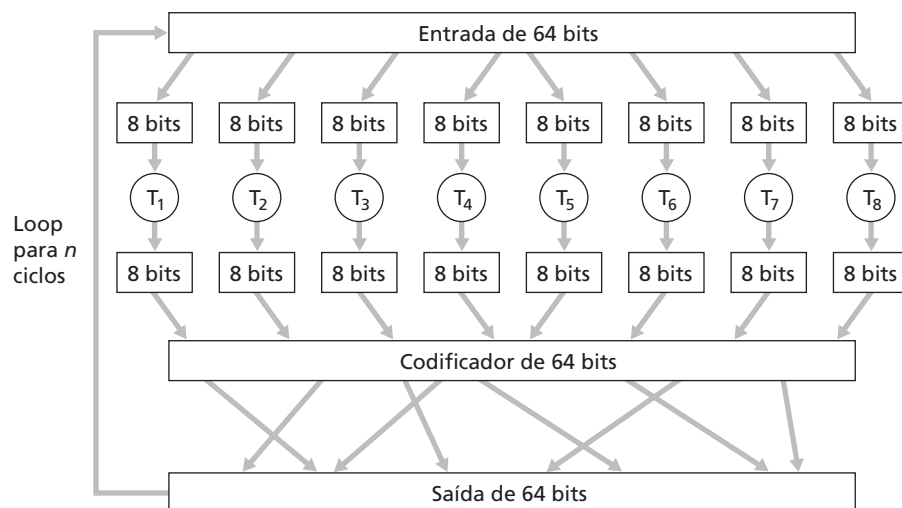 Entrada de 64 bits
8 bits 8 bits 8 bits 8 bits 8 bits 8 bits 8 bits 8 bits
T1 T2 T3 T4 T5 T6 T7 T8
Loop
para n
ciclos
8 bits 8 bits 8 bits 8 bits 8 bits 8 bits 8 bits 8 bits
Codificador de 64 bits
Saída de 64 bits